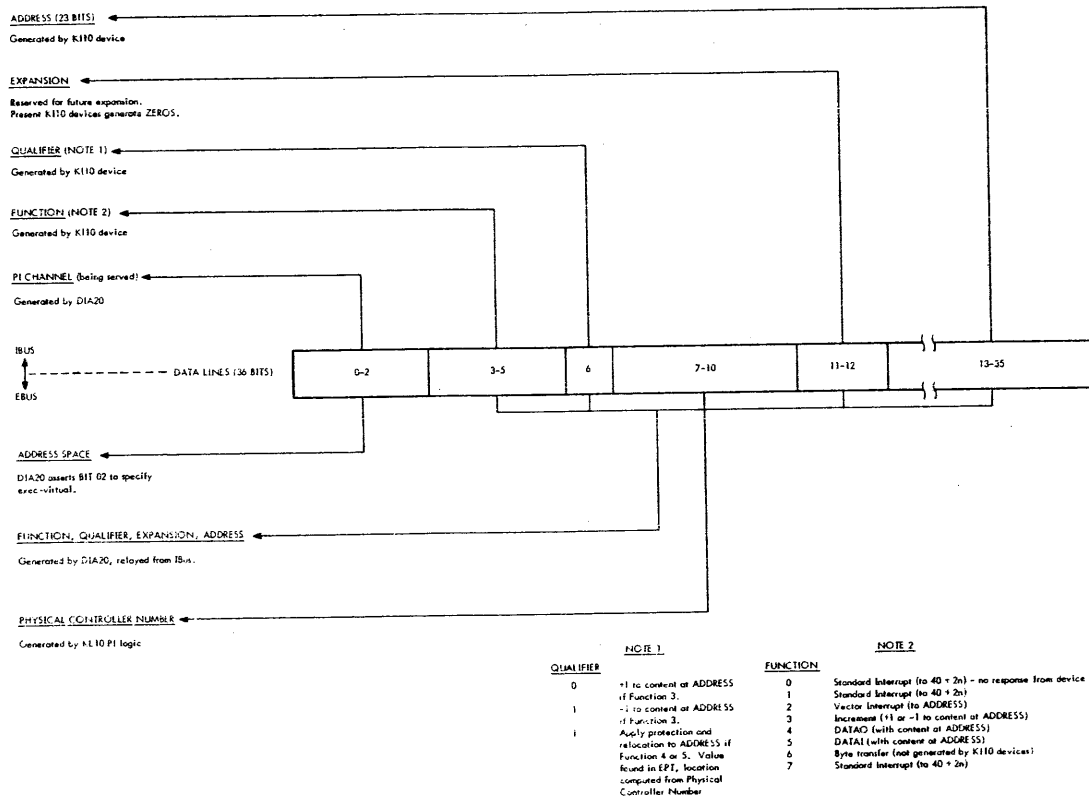 ADDRESS (23 BITS)
Generated by KI10 device
EXPANSION
Reserved for future expansion.
Present KI10 devices generate ZEROS.
QUALIFIER (NOTE 1)
Generated by KI10 device
FUNCTION (NOTE 2)
Generated by KI10 device
PI CHANNEL (being served)
Generated by DIA20
IBUS
DATA LINES (36 BITS)
EBUS
0-2
3-5
6
7-10
11-12
13-35
ADDRESS SPACE
DIA20 asserts BIT 02 to specify
exec-virtual.
FUNCTION, QUALIFIER, EXPANSION, ADDRESS
Generated by DIA20, relayed from IBus.
PHYSICAL CONTROLLER NUMBER
Generated by KL10 PI logic
NOTE 1
QUALIFIER
0 +1 to content at ADDRESS
if Function 3.
1 -1 to content at ADDRESS
if Function 3.
1 Apply protection and
relocation to ADDRESS if
Function 4 or 5. Value
found in EPT, location
computed from Physical
Controller Number
NOTE 2
FUNCTION
0 Standard Interrupt (to 40 + 2n) - no response from device
1 Standard Interrupt (to 40 + 2n)
2 Vector Interrupt (to ADDRESS)
3 Increment (+1 or -1 to content at ADDRESS)
4 DATAO (with content at ADDRESS)
5 DATAI (with content at ADDRESS)
6 Byte transfer (not generated by KI10 devices)
7 Standard Interrupt (to 40 + 2n)